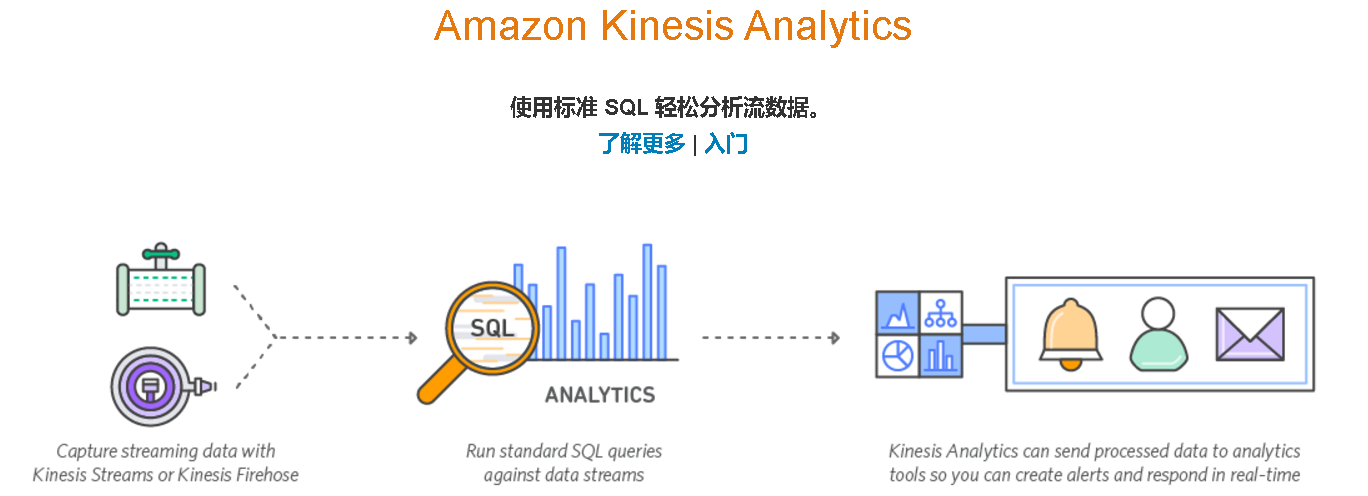 Amazon Kinesis Analytics
使用标准 SQL 轻松分析流数据。
了解更多 | 入门
SQL
ANALYTICS
Capture streaming data with
Kinesis Streams or Kinesis Firehose
Run standard SQL queries
against data streams
Kinesis Analytics can send processed data to analytics
tools so you can create alerts and respond in real-time